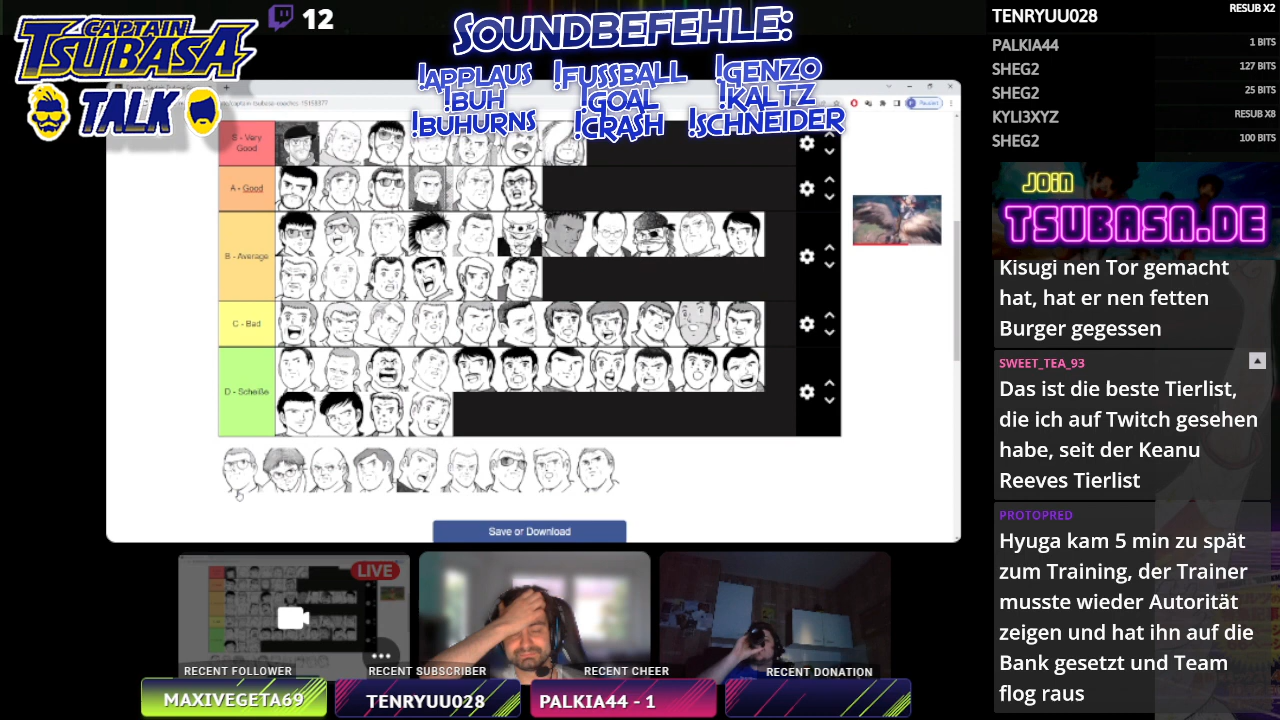 CAPTAIN
TSUBASA
TALK
12
SOUNDBEFEHLE:
!APPLAUS !FUSSBALL !GENZO
!BUH !GOAL !KALTZ
!BUHURNS !CRASH !SCHNEIDER
TENRYUU028 RESUB X2
PALKIA44 1 BITS
SHEG2 127 BITS
SHEG2 25 BITS
KYLI3XYZ RESUB X8
SHEG2 100 BITS
JOIN
TSUBASA.DE
Kisugi nen Tor gemacht
hat, hat er nen fetten
Burger gegessen
SWEET_TEA_93
Das ist die beste Tierlist,
die ich auf Twitch gesehen
habe, seit der Keanu
Reeves Tierlist
PROTOPRED
Hyuga kam 5 min zu spät
zum Training, der Trainer
musste wieder Autorität
zeigen und hat ihn auf die
Bank gesetzt und Team
flog raus
S - Very
Good
A - Good
B - Average
C - Bad
D - Scheiße
Save or Download
LIVE
RECENT FOLLOWER
MAXIVEGETA69
RECENT SUBSCRIBER
TENRYUU028
RECENT CHEER
PALKIA44 - 1
RECENT DONATION